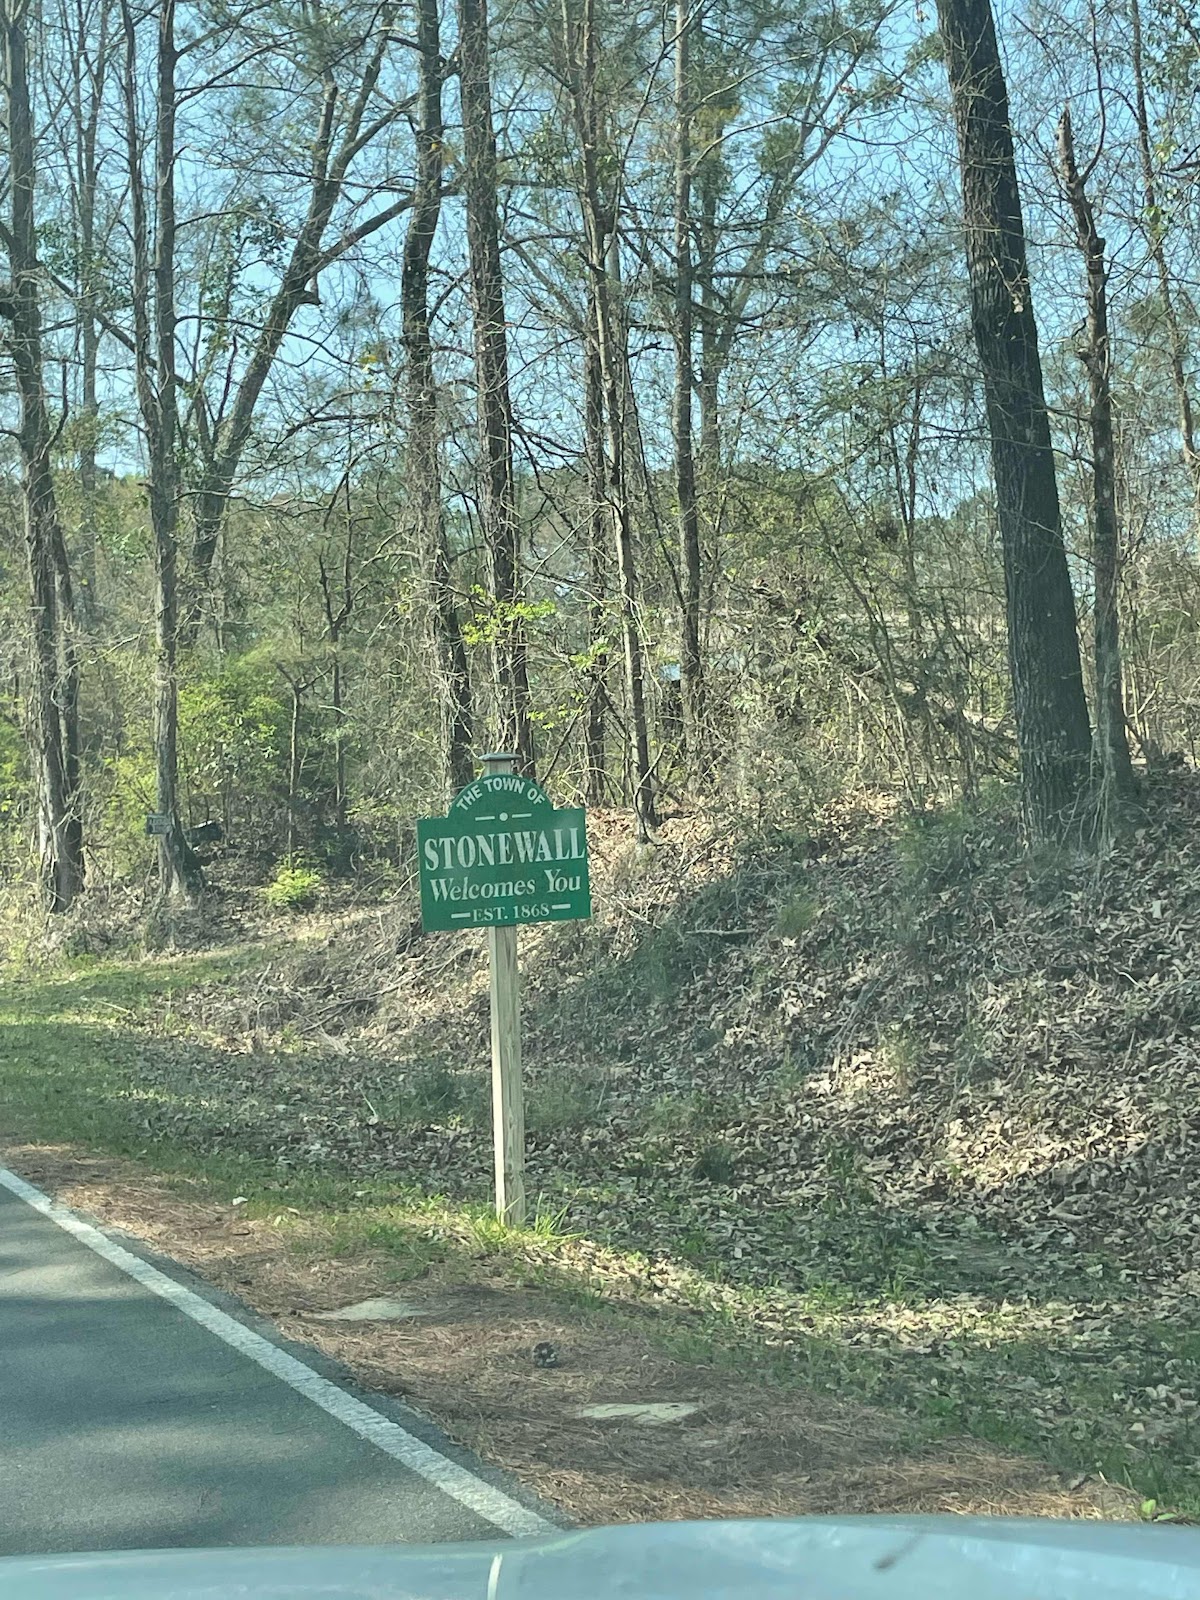 THE TOWN OF
STONEWALL
Welcomes You
EST. 1868